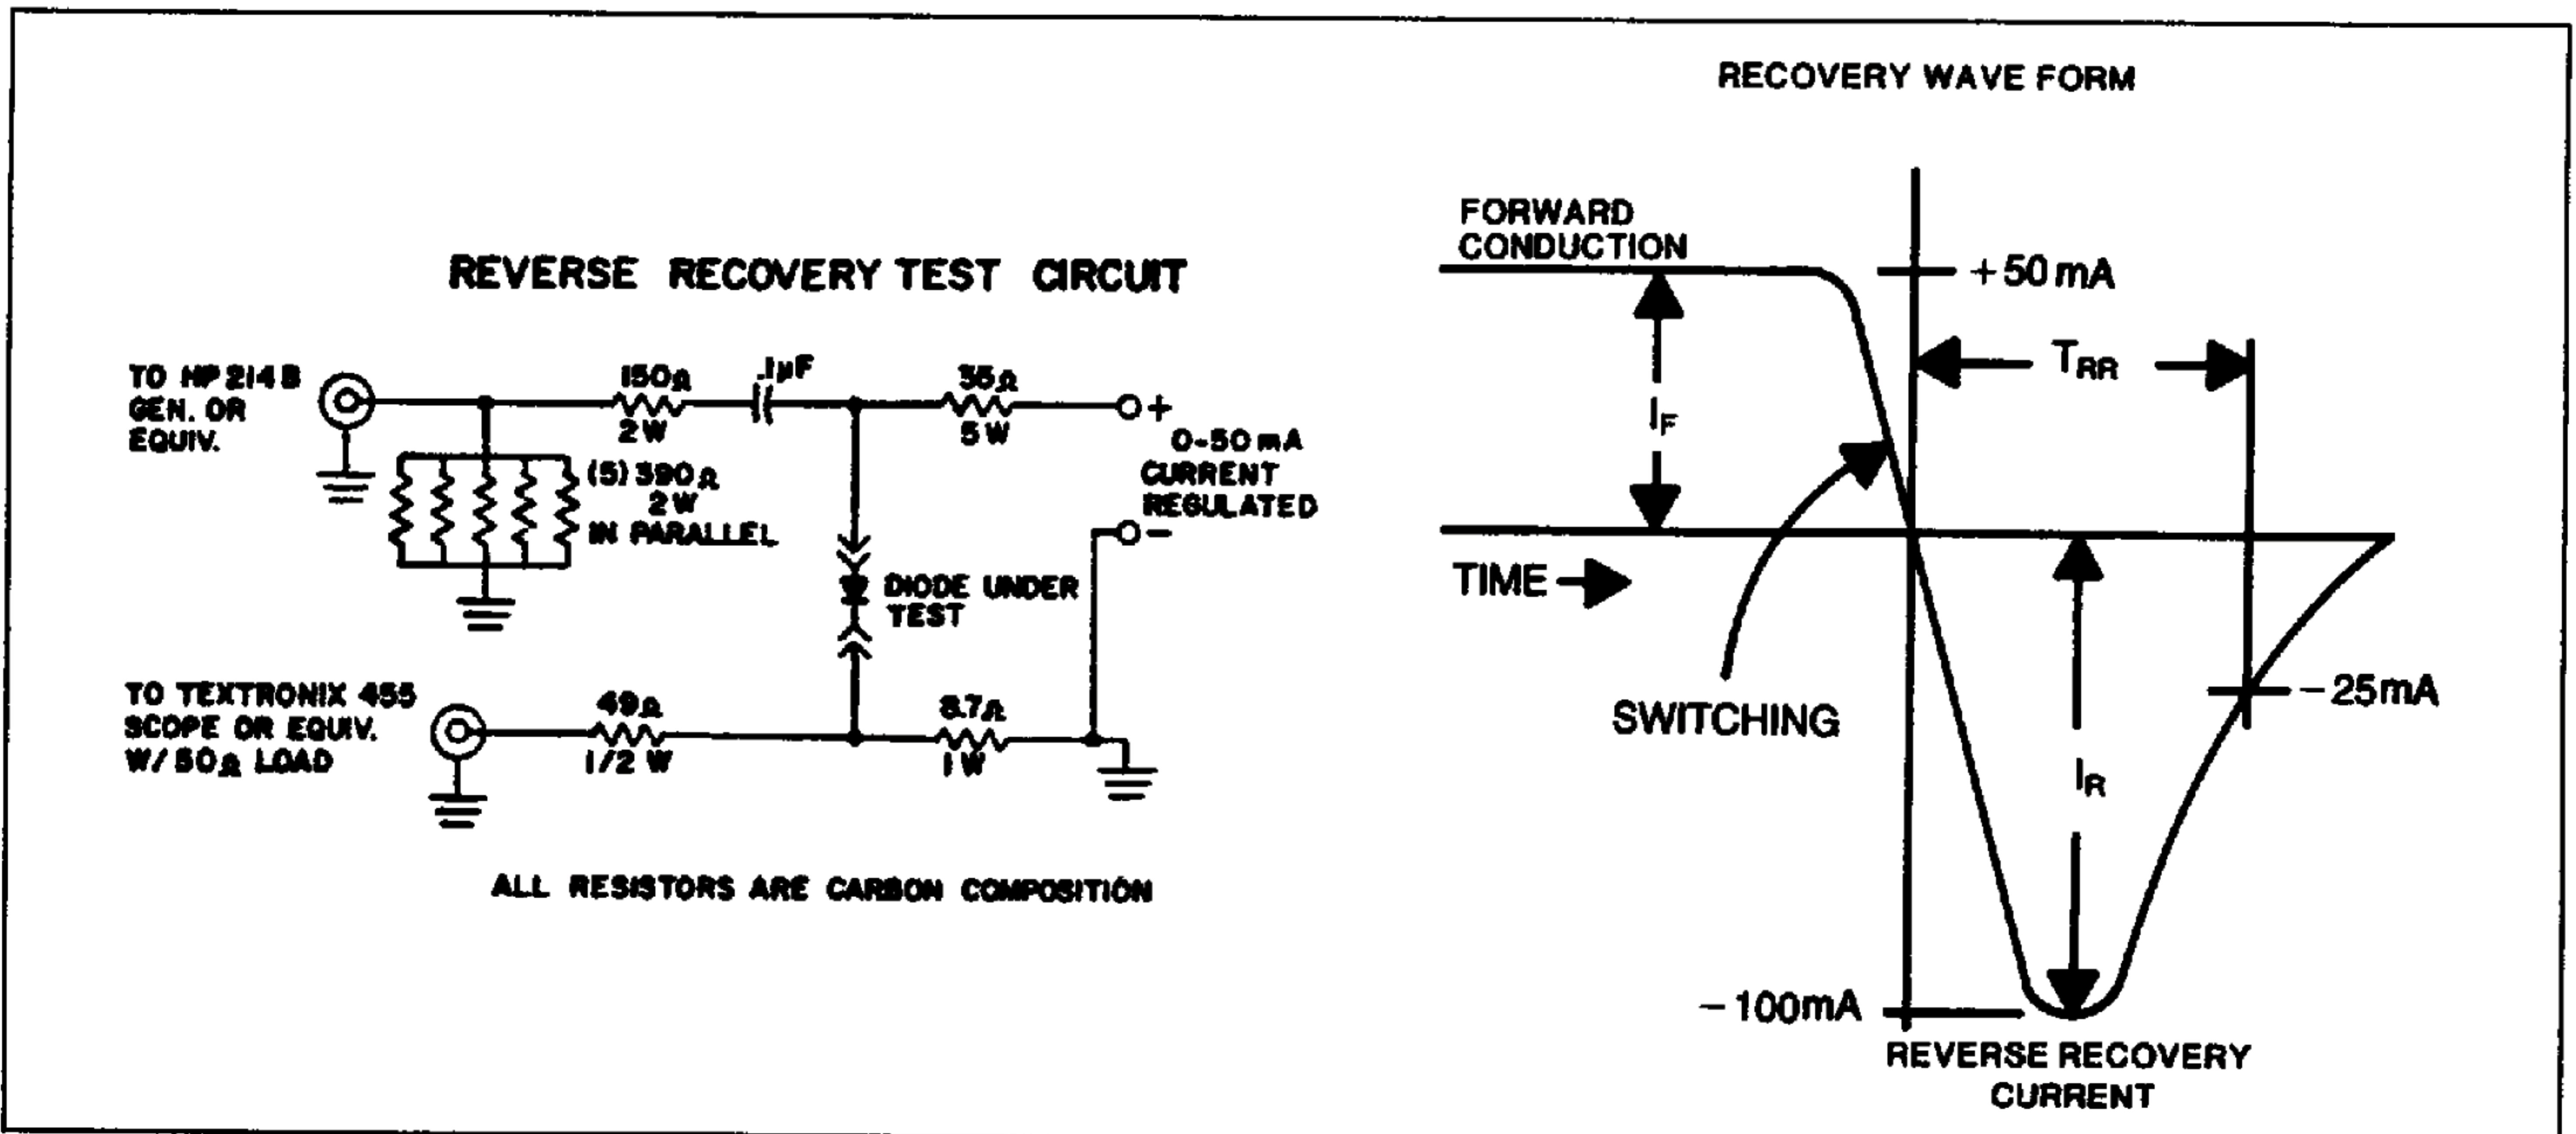 RECOVERY WAVE FORM
REVERSE RECOVERY TEST CIRCUIT
TO HP 214 B
GEN. OR
EQUIV.
150Ω
2W
.1µF
35Ω
5W
+
0-50 mA
CURRENT
REGULATED
−
(5) 390Ω
2W
IN PARALLEL
DIODE UNDER
TEST
TO TEXTRONIX 455
SCOPE OR EQUIV.
W/50Ω LOAD
49Ω
1/2 W
8.7Ω
1W
ALL RESISTORS ARE CARBON COMPOSITION
FORWARD
CONDUCTION
+50 mA
TRR
IF
TIME
SWITCHING
−25mA
IR
−100mA
REVERSE RECOVERY
CURRENT